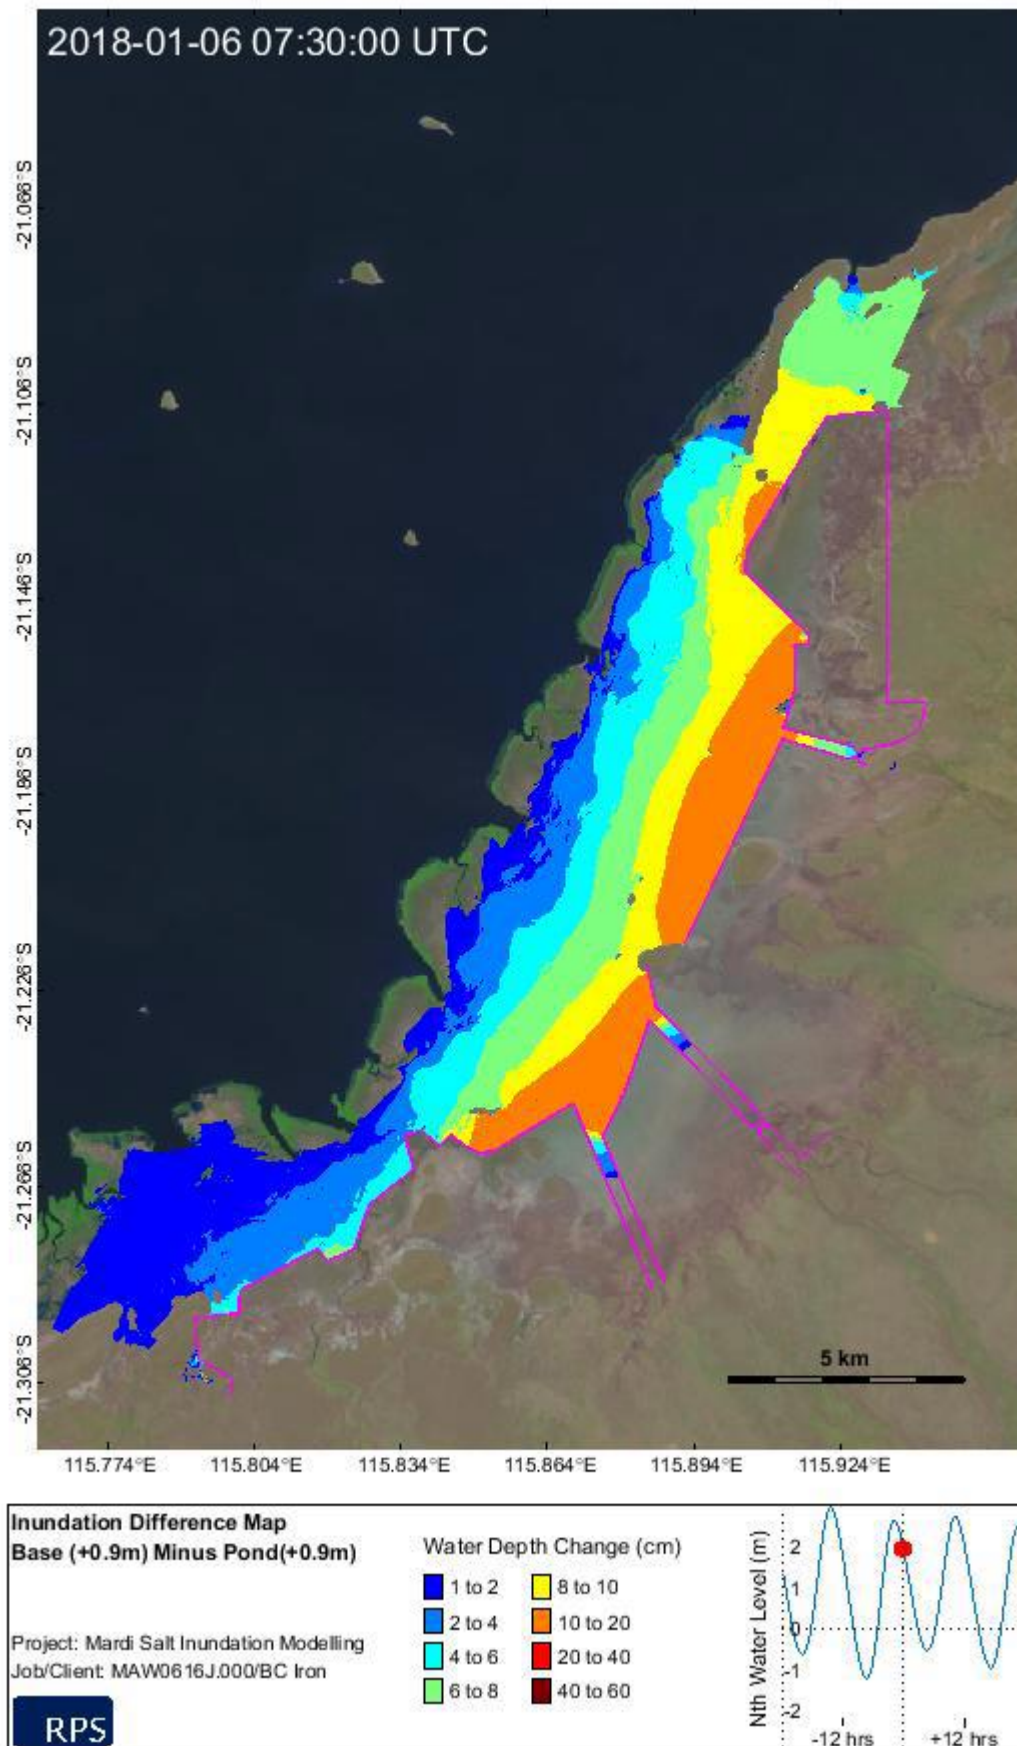 2018-01-06 07:30:00 UTC
-21.066°S
-21.106°S
-21.146°S
-21.186°S
-21.226°S
-21.266°S
-21.306°S
5 km
115.774°E 115.804°E 115.834°E 115.864°E 115.894°E 115.924°E
Inundation Difference Map
Base (+0.9m) Minus Pond(+0.9m)
Project: Mardi Salt Inundation Modelling
Job/Client: MAW0616J.000/BC Iron
RPS
Water Depth Change (cm)
1 to 2 8 to 10
2 to 4 10 to 20
4 to 6 20 to 40
6 to 8 40 to 60
Nth Water Level (m)
2
1
0
-1
-2
-12 hrs +12 hrs